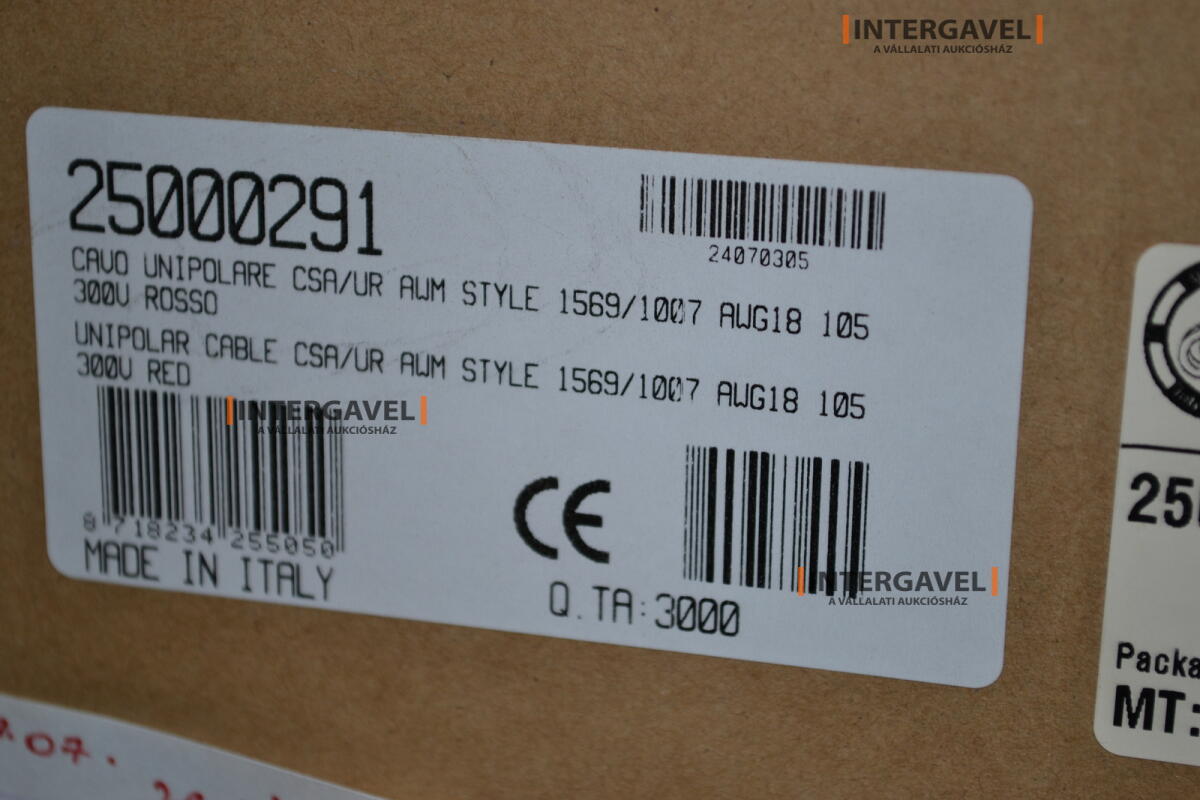 INTERGAVEL
A VÁLLALATI AUKCIÓSHÁZ
25000291
24070305
CAVO UNIPOLARE CSA/UR AWM STYLE 1569/1007 AWG18 105
300V ROSSO
UNIPOLAR CABLE CSA/UR AWM STYLE 1569/1007 AWG18 105
300V RED
INTERGAVEL
A VÁLLALATI AUKCIÓSHÁZ
8 718234 255050
MADE IN ITALY
CE
Q.TA:3000
INTERGAVEL
A VÁLLALATI AUKCIÓSHÁZ
250
Packa
MT:
07.